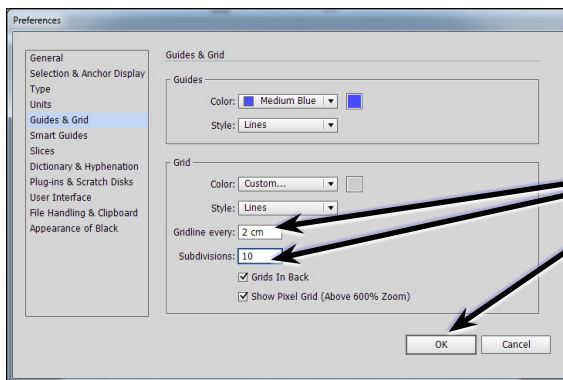 Preferences
General
Selection & Anchor Display
Type
Units
Guides & Grid
Smart Guides
Slices
Dictionary & Hyphenation
Plug-ins & Scratch Disks
User Interface
File Handling & Clipboard
Appearance of Black
Guides & Grid
Guides
Color: Medium Blue
Style: Lines
Grid
Color: Custom...
Style: Lines
Gridline every: 2 cm
Subdivisions: 10
Grids In Back
Show Pixel Grid (Above 600% Zoom)
OK Cancel